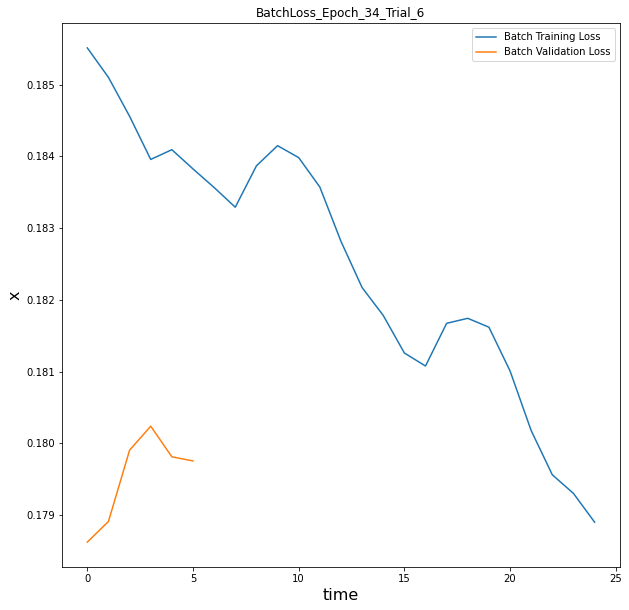 BatchLoss_Epoch_34_Trial_6
Batch Training Loss
Batch Validation Loss
0.185
0.184
0.183
0.182
0.181
0.180
0.179
x
0
5
10
15
20
25
time